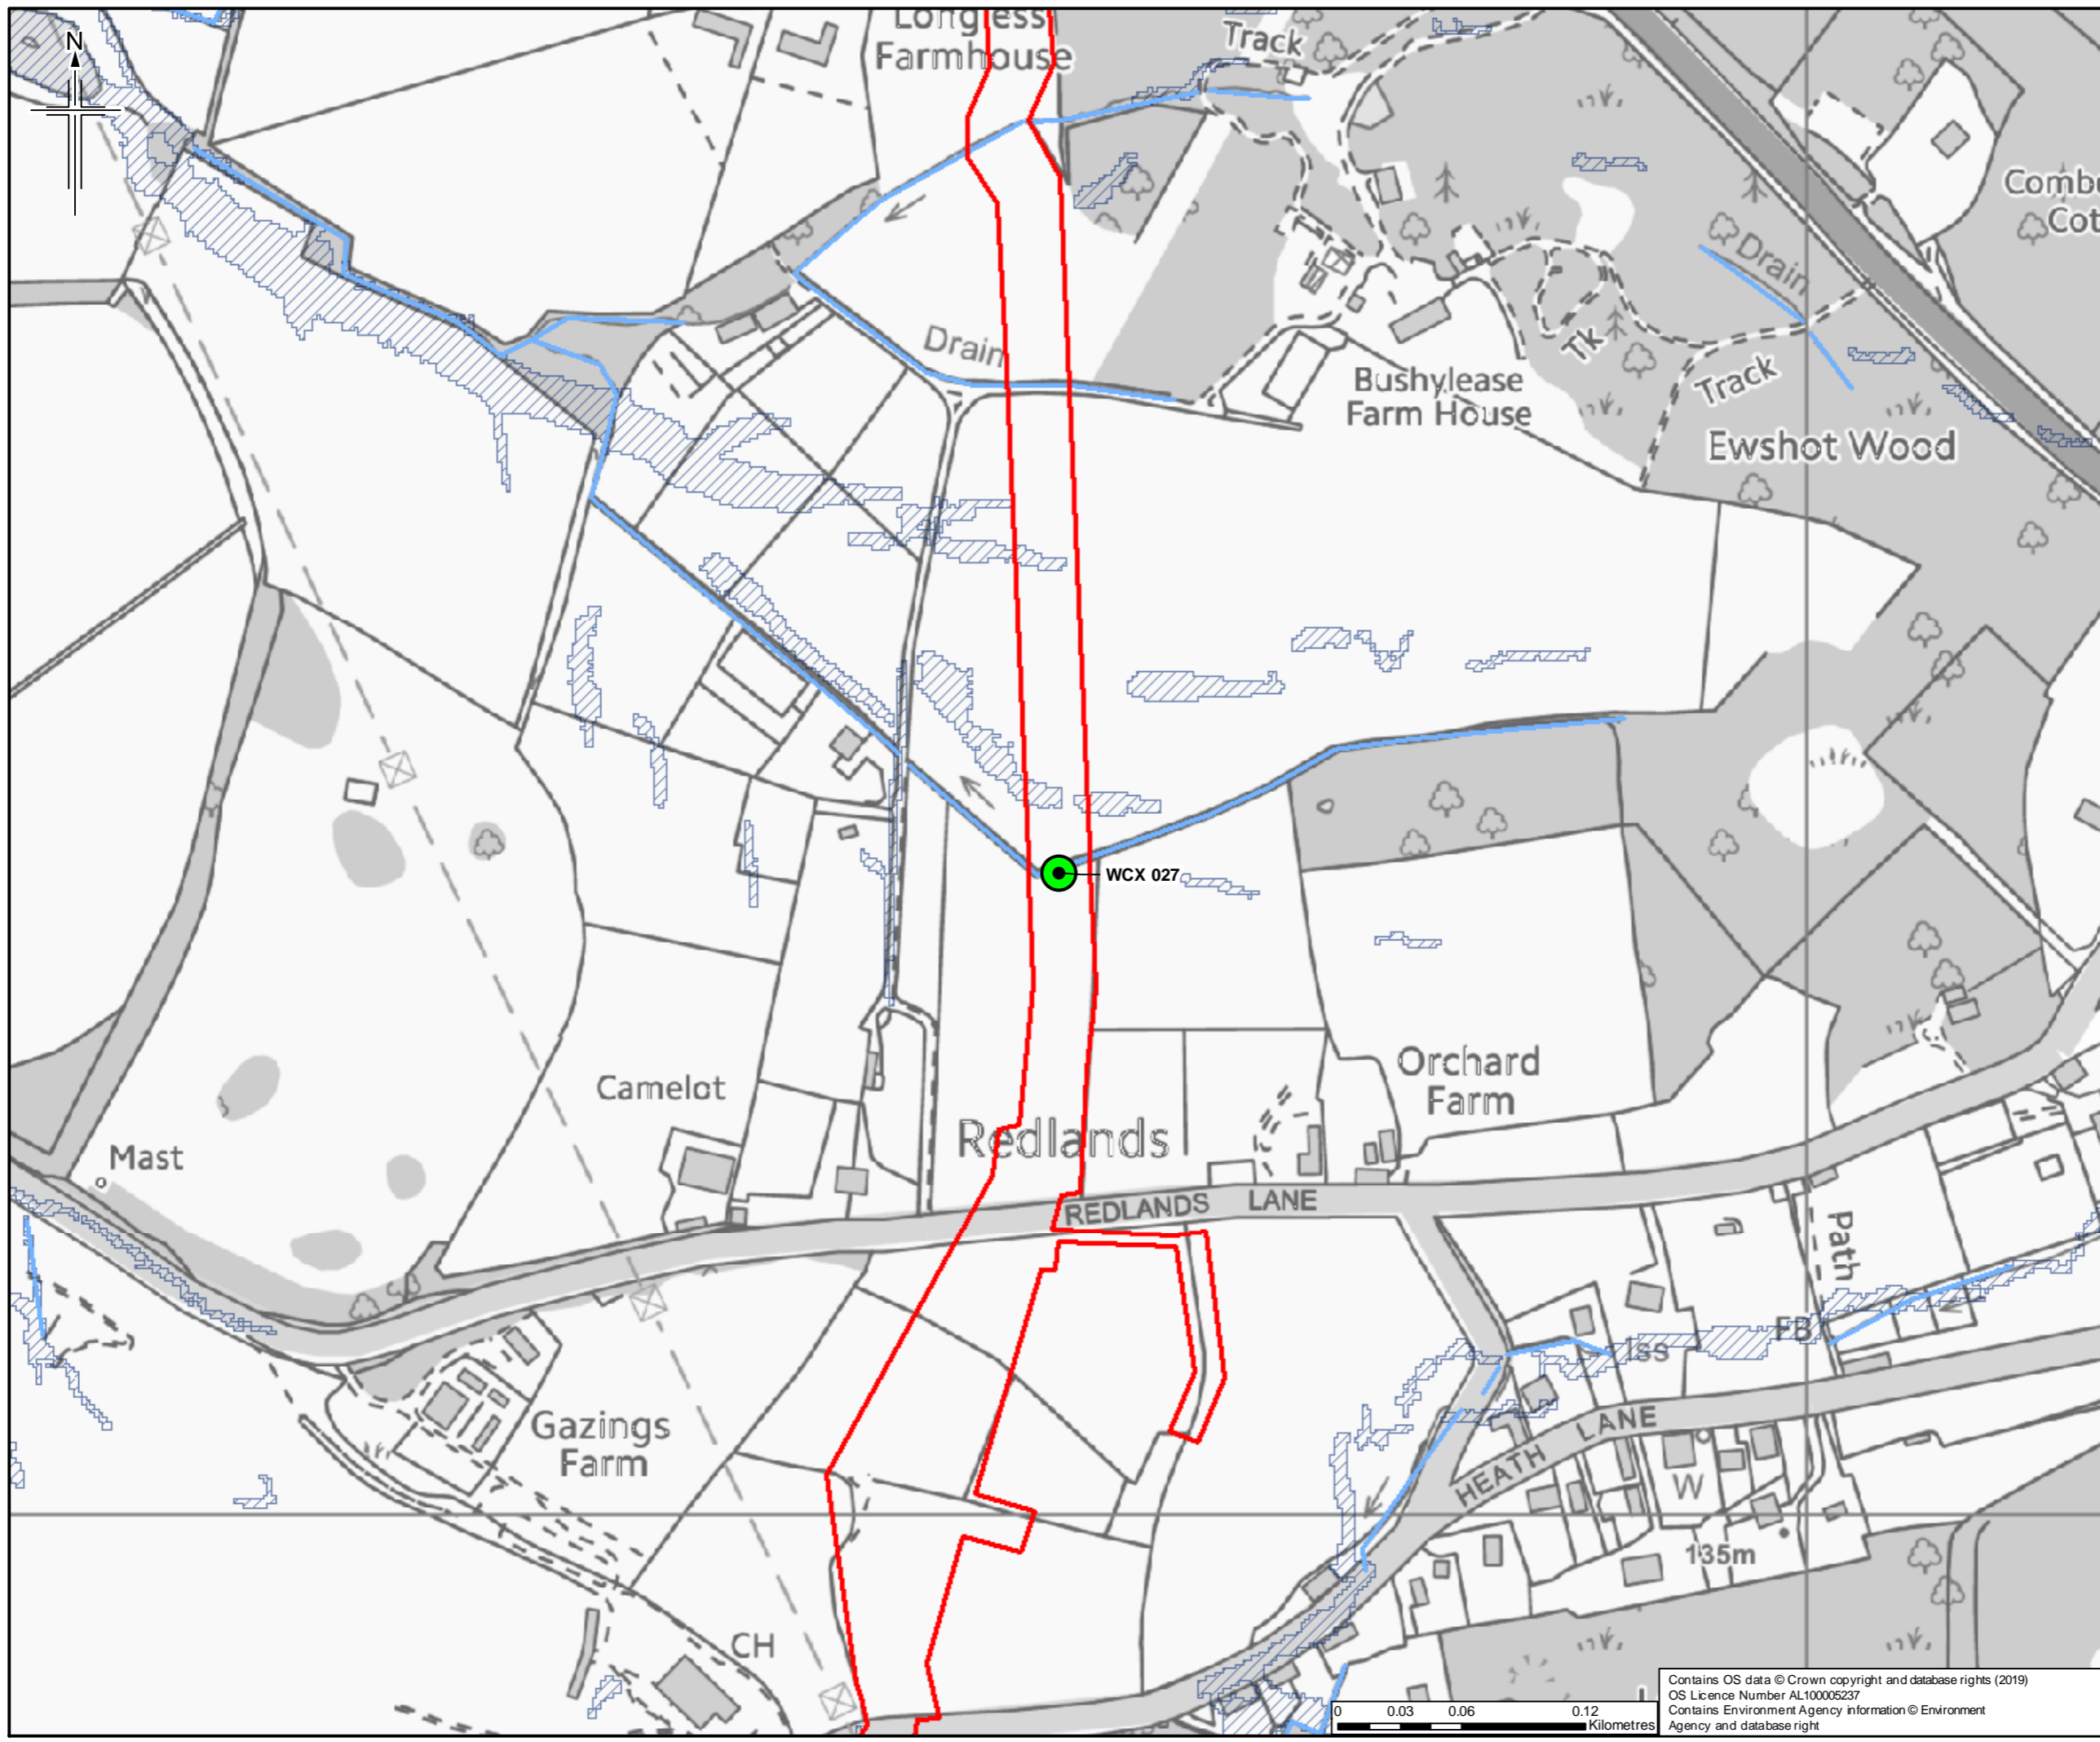 N
Longless
Farmhouse
Track
Drain
Drain
Tk
Track
Bushylease
Farm House
Ewshot Wood
WCX 027
Orchard
Farm
Camelot
Redlands
Mast
REDLANDS LANE
Path
FB
Iss
HEATH LANE
W
Gazings
Farm
135m
CH
0 0.03 0.06 0.12
Kilometres
Contains OS data © Crown copyright and database rights (2019)
OS Licence Number AL100005237
Contains Environment Agency information © Environment
Agency and database right